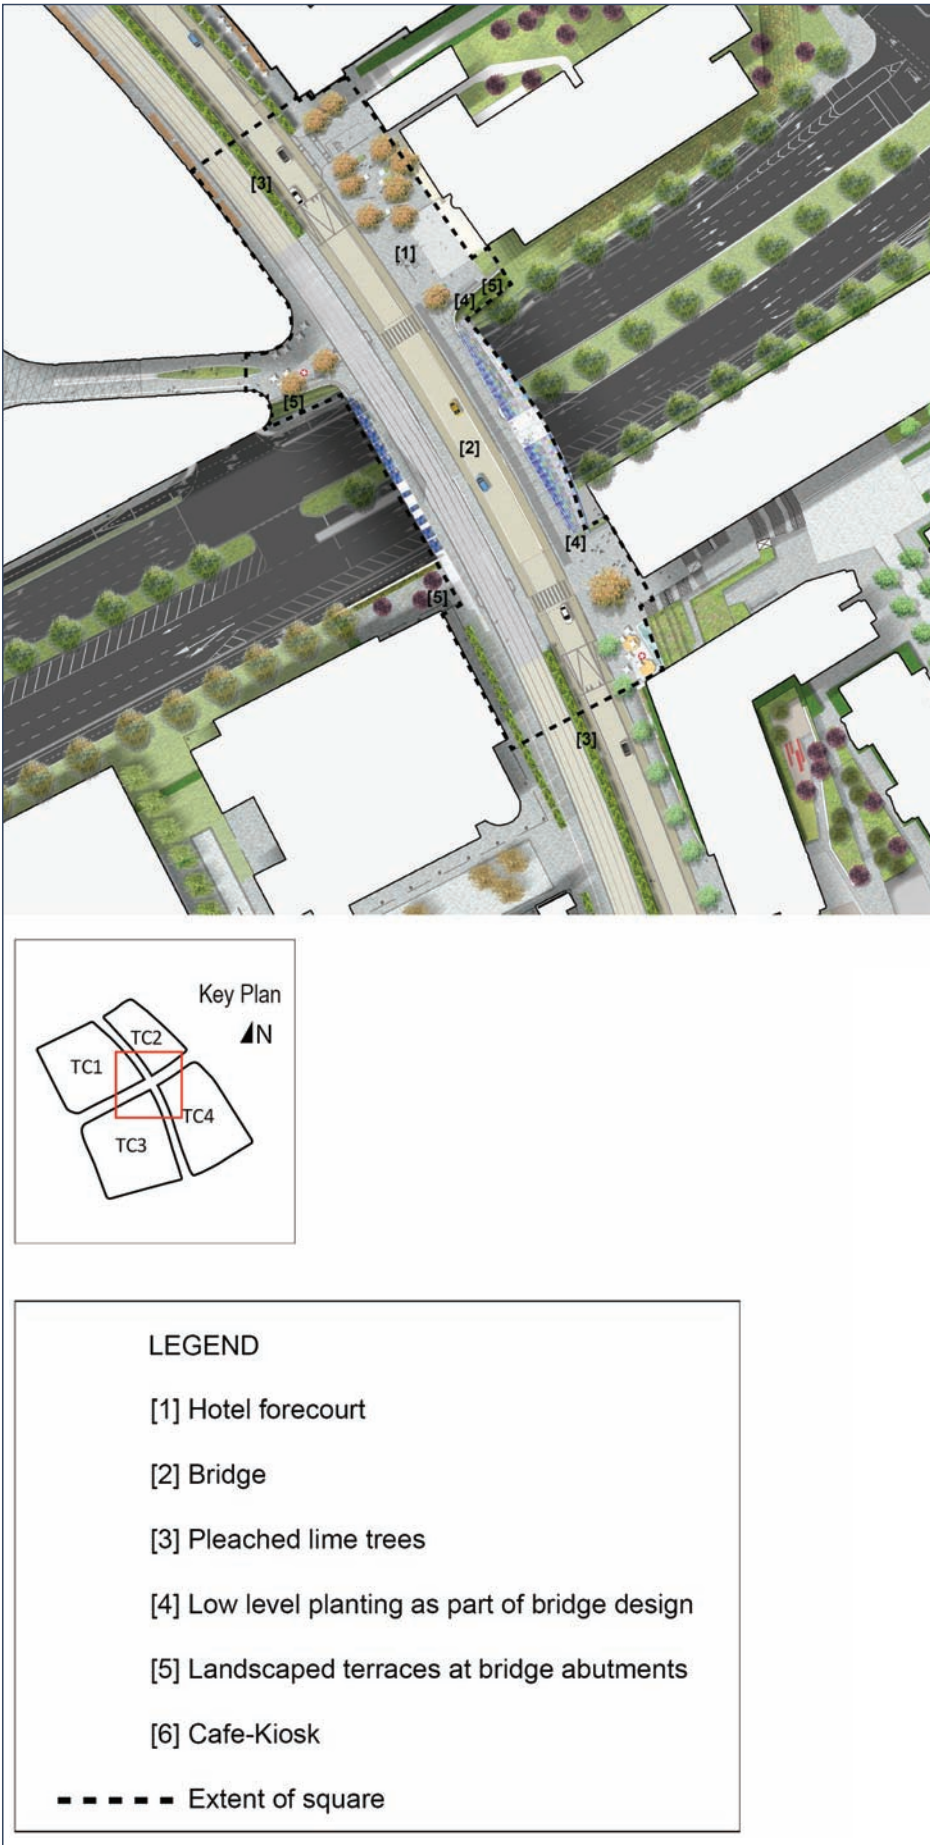 [3]
[1]
[5]
[4]
[5]
[2]
[4]
[5]
[3]
Key Plan
N
TC2
TC1
TC4
TC3
LEGEND
[1] Hotel forecourt
[2] Bridge
[3] Pleached lime trees
[4] Low level planting as part of bridge design
[5] Landscaped terraces at bridge abutments
[6] Cafe-Kiosk
Extent of square